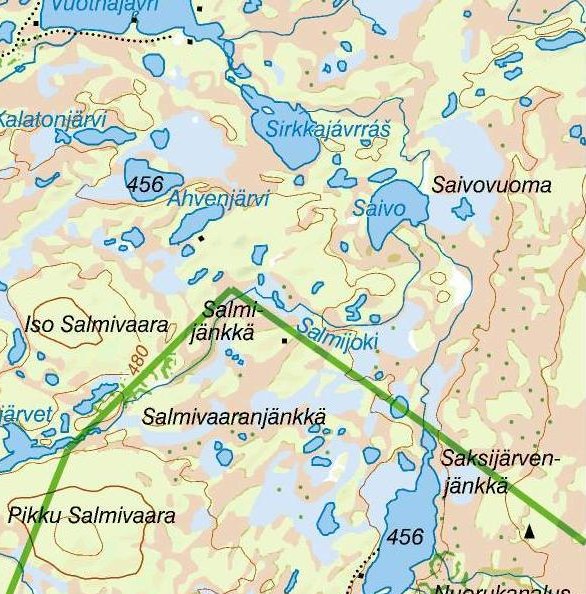 Vuothajavri
Kalatonjärvi
Sirkkajávrráš
456
Ahvenjärvi
Saivovuoma
Saivo
Iso Salmivaara
Salmi-
jänkkä
Salmijoki
480
järvet
Salmivaaranjänkkä
Saksijärven-
jänkkä
Pikku Salmivaara
456
Nuorukanalus